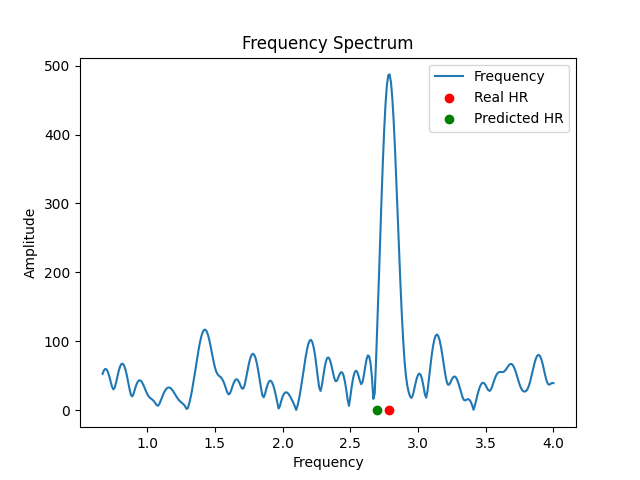 Frequency Spectrum
Frequency
Real HR
Predicted HR
500
400
300
200
100
0
Amplitude
1.0 1.5 2.0 2.5 3.0 3.5 4.0
Frequency